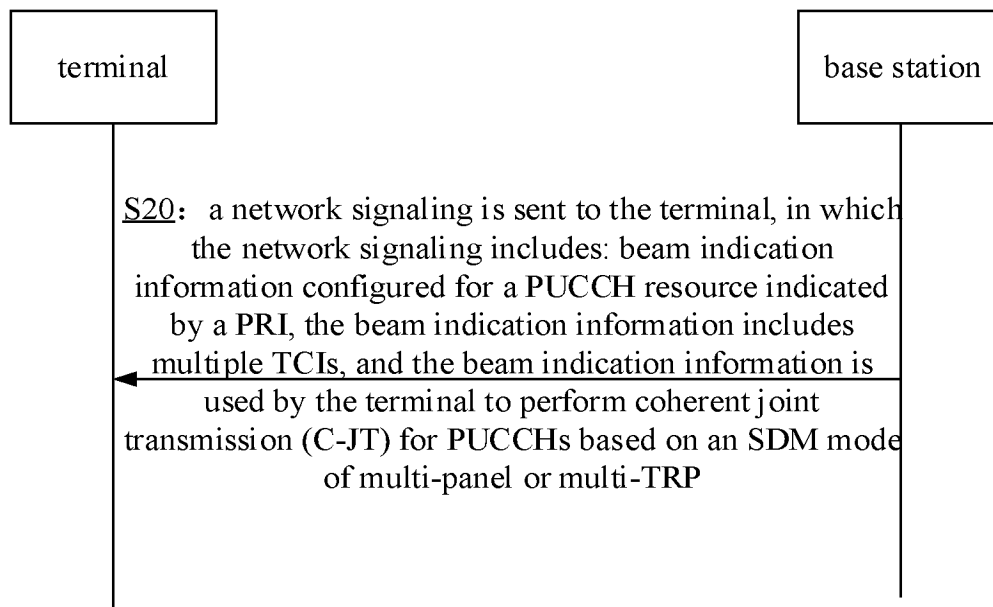 terminal
base station
S20：a network signaling is sent to the terminal, in which
the network signaling includes: beam indication
information configured for a PUCCH resource indicated
by a PRI, the beam indication information includes
multiple TCIs, and the beam indication information is
used by the terminal to perform coherent joint
transmission (C-JT) for PUCCHs based on an SDM mode
of multi-panel or multi-TRP